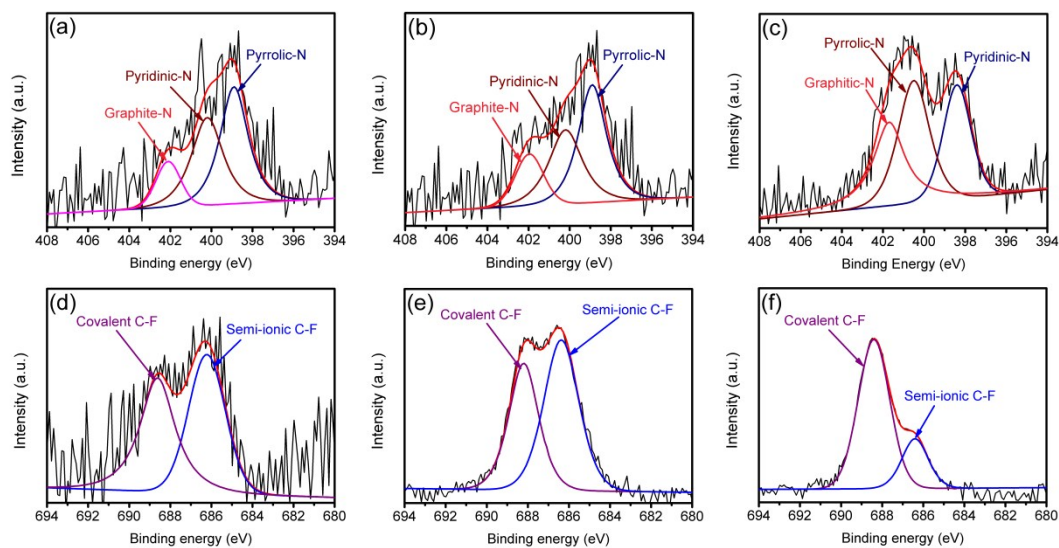 (a)
Pyrrolic-N
Pyridinic-N
Graphite-N
Intensity (a.u.)
408 406 404 402 400 398 396 394
Binding energy (eV)
(b)
Pyrrolic-N
Pyridinic-N
Graphite-N
Intensity (a.u.)
408 406 404 402 400 398 396 394
Binding energy (eV)
(c)
Pyrrolic-N
Pyridinic-N
Graphitic-N
Intensity (a.u.)
408 406 404 402 400 398 396 394
Binding Energy (eV)
(d)
Covalent C-F
Semi-ionic C-F
Intensity (a.u.)
694 692 690 688 686 684 682 680
Binding energy (eV)
(e)
Covalent C-F
Semi-ionic C-F
Intensity (a.u.)
694 692 690 688 686 684 682 680
Binding energy (eV)
(f)
Covalent C-F
Semi-ionic C-F
Intensity (a.u.)
694 692 690 688 686 684 682 680
Binding energy (eV)